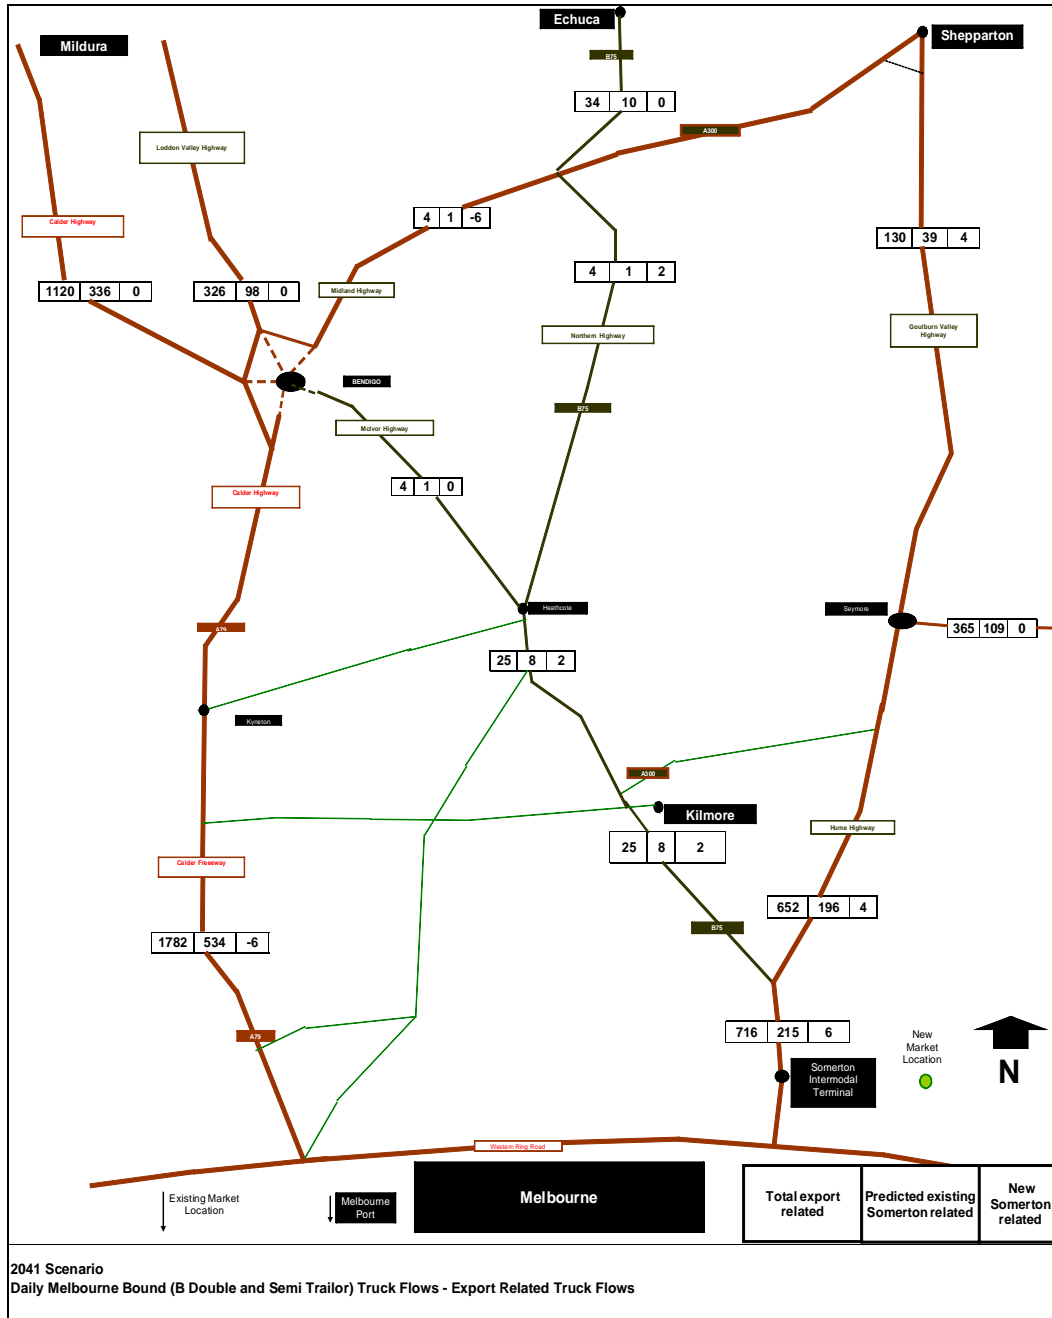 Echuca
Mildura
Shepparton
B75
34 10 0
A300
Loddon Valley Highway
4 1 -6
Calder Highway
130 39 4
4 1 2
1120 336 0
326 98 0
Midland Highway
Northern Highway
Goulburn Valley
Highway
BENDIGO
B75
McIvor Highway
4 1 0
Calder Highway
Heathcote
Seymore
A79
365 109 0
25 8 2
Kyneton
A300
Kilmore
Hume Highway
25 8 2
Calder Freeway
652 196 4
B75
1782 534 -6
716 215 6
A79
New
Market
Location
N
Somerton
Intermodal
Terminal
Western Ring Road
Existing Market
Location
Melbourne
Port
Melbourne
Total export
related
Predicted existing
Somerton related
New
Somerton
related
2041 Scenario
Daily Melbourne Bound (B Double and Semi Trailor) Truck Flows - Export Related Truck Flows